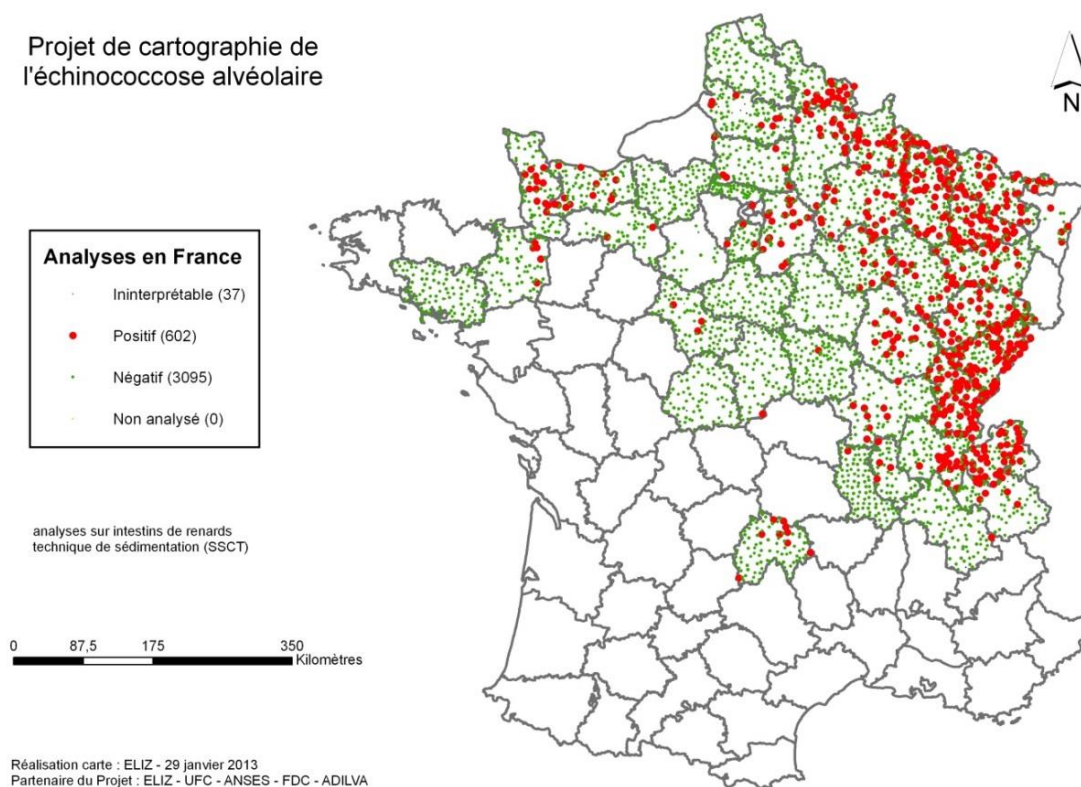 Projet de cartographie de
l'échinococcose alvéolaire
N
Analyses en France
Ininterprétable (37)
Positif (602)
Négatif (3095)
Non analysé (0)
analyses sur intestins de renards
technique de sédimentation (SSCT)
0 87,5 175 350
Kilomètres
Réalisation carte : ELIZ - 29 janvier 2013
Partenaire du Projet : ELIZ - UFC - ANSES - FDC - ADILVA